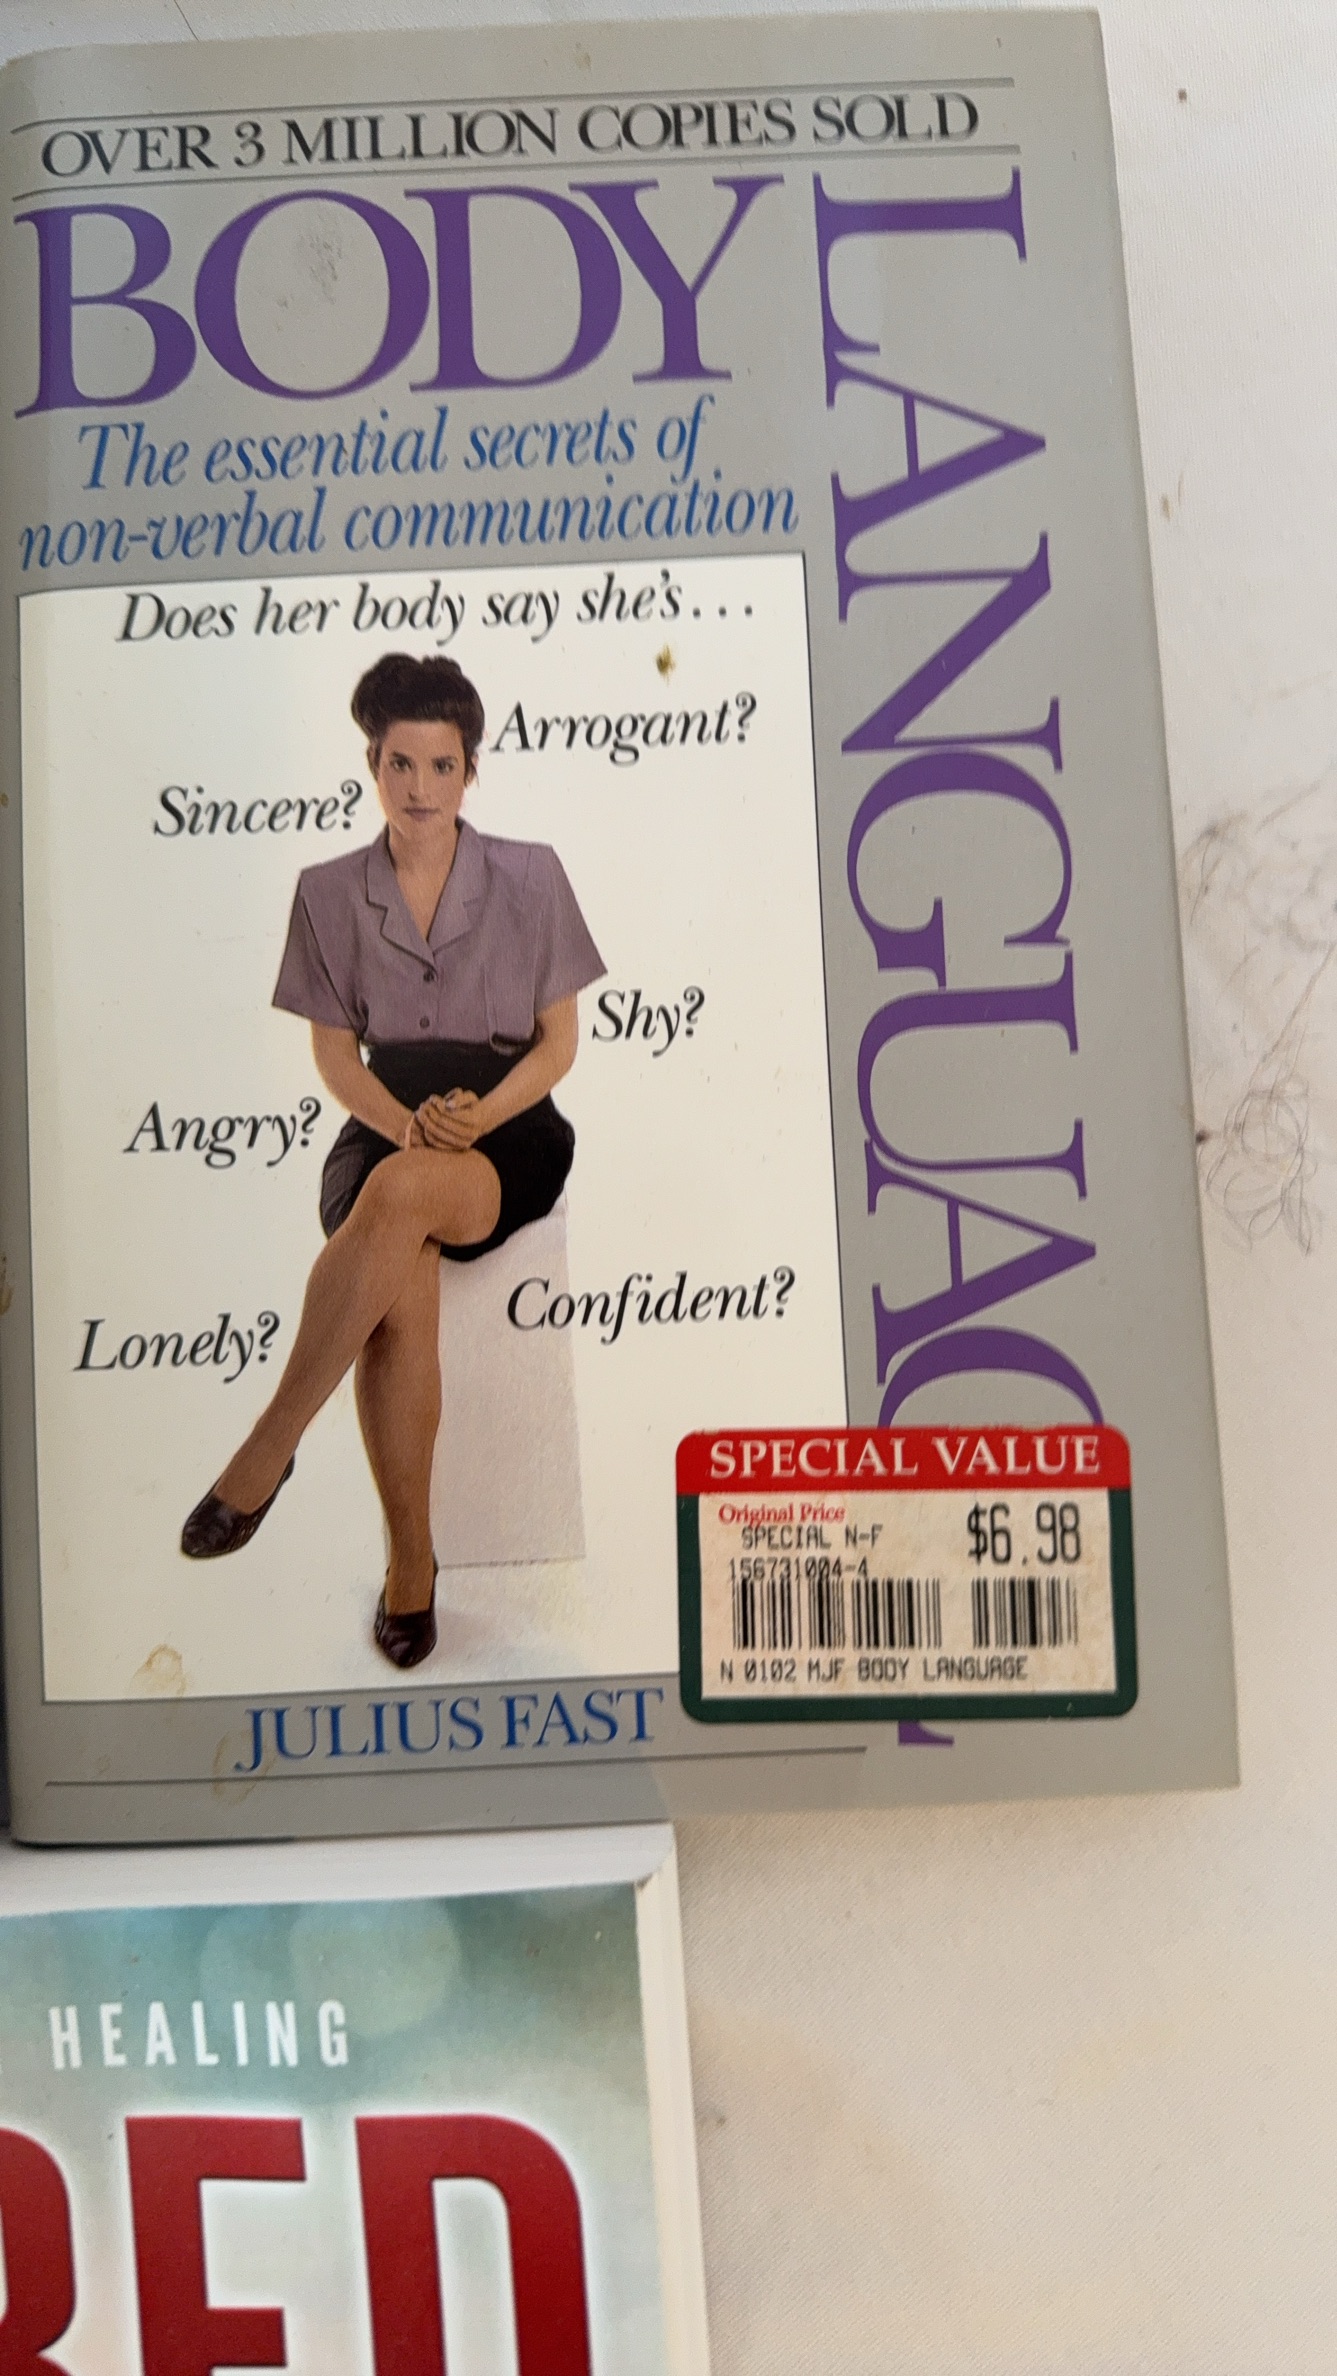 OVER 3 MILLION COPIES SOLD
BODY
LANGUAG
The essential secrets of
non-verbal communication
Does her body say she's...
Arrogant?
Sincere?
Shy?
Angry?
Confident?
Lonely?
SPECIAL VALUE
Original Price
SPECIAL N-F
$6.98
156731004-4
N 0102 MJF BODY LANGUAGE
JULIUS FAST
HEALING
RED